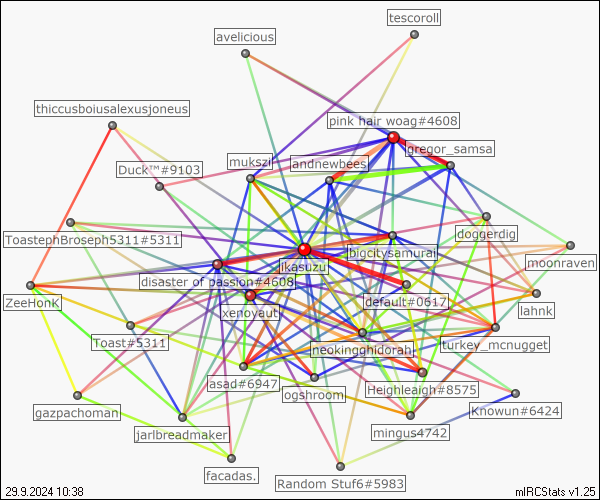 tescoroll
avelicious
thiccusboiusalexusjoneus
pink hair woag#4608
gregor_samsa
mukszi
andnewbees
Duck™#9103
doggerdig
ToastephBroseph5311#5311
bigcitysamurai
moonraven
jkasuzu
disaster of passion#4608
ZeeHonk
default#0617
lahnk
xenoyaut
Toast#5311
neokingghidorah
turkey_mcnugget
asad#6947
ogshroom
Heighleaigh#8575
gazpachoman
Knowun#6424
jarlbreadmaker
mingus4742
facadas.
Random Stuf6#5983
29.9.2024 10:38
mIRCStats v1.25